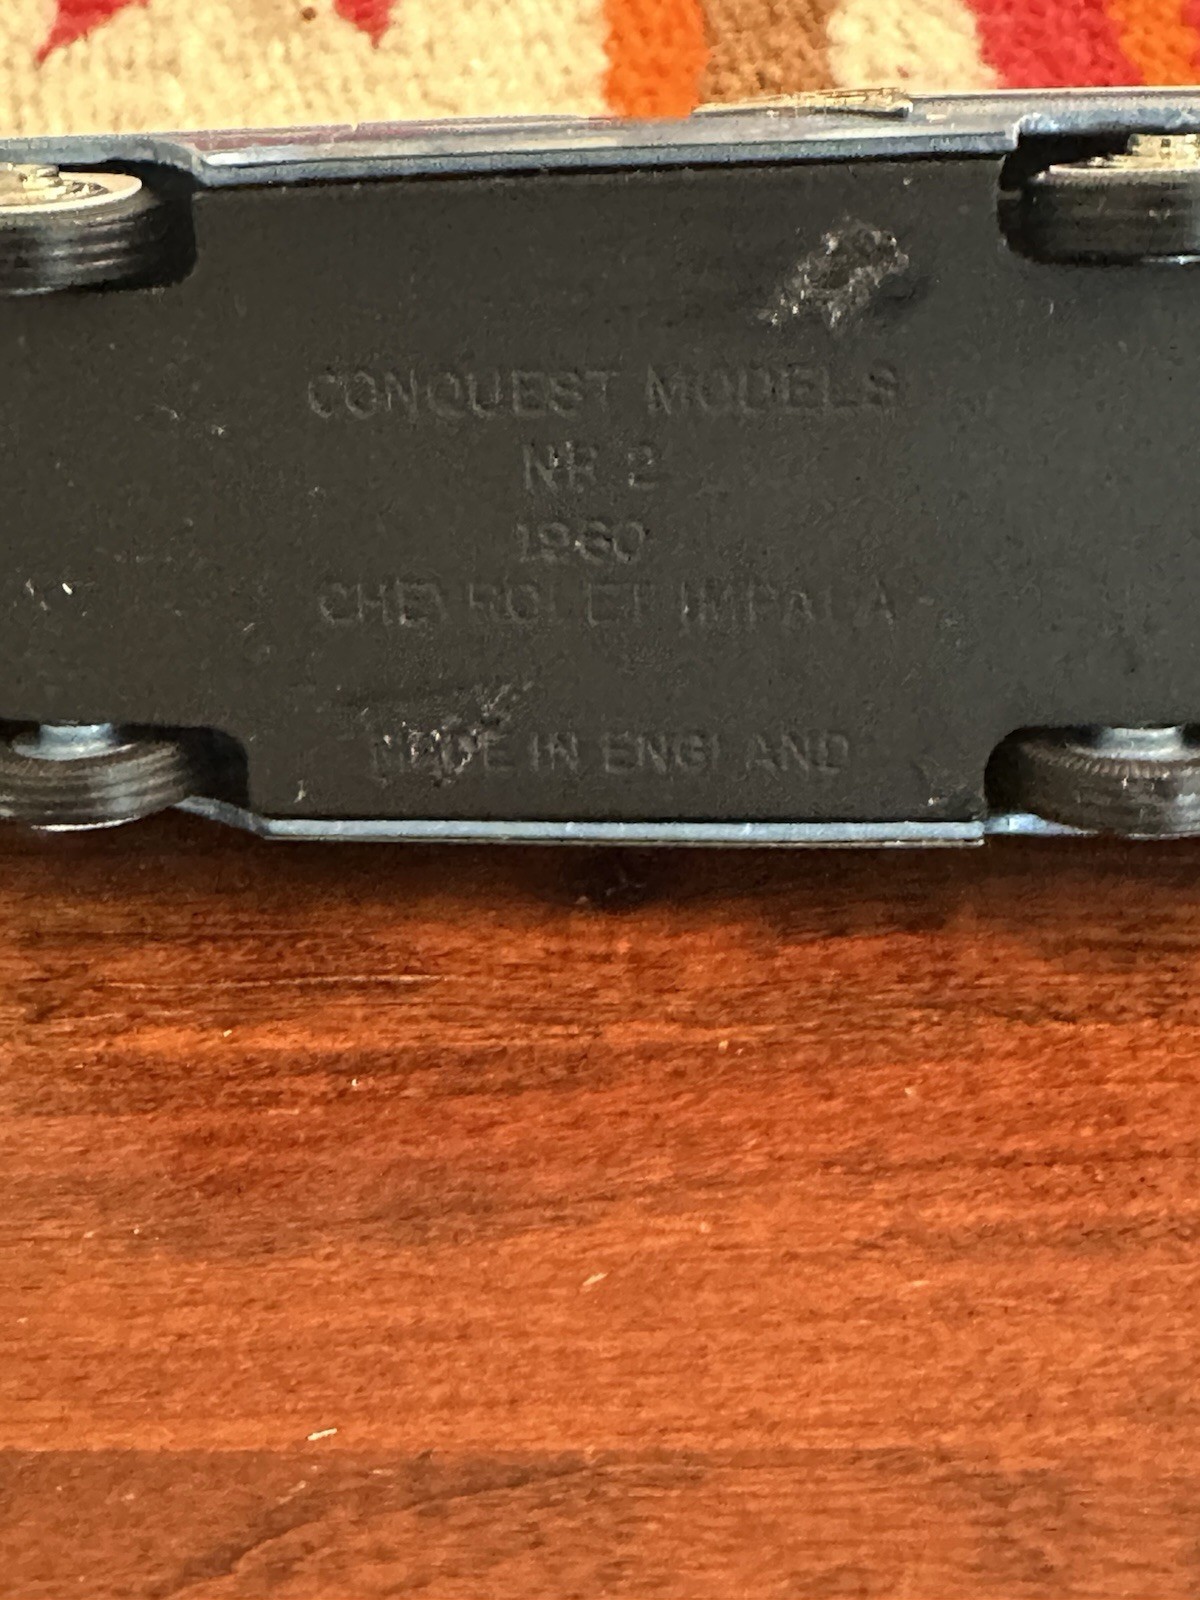 CONQUEST MODELS
NR 2
1960
CHEVROLET IMPALA
MADE IN ENGLAND